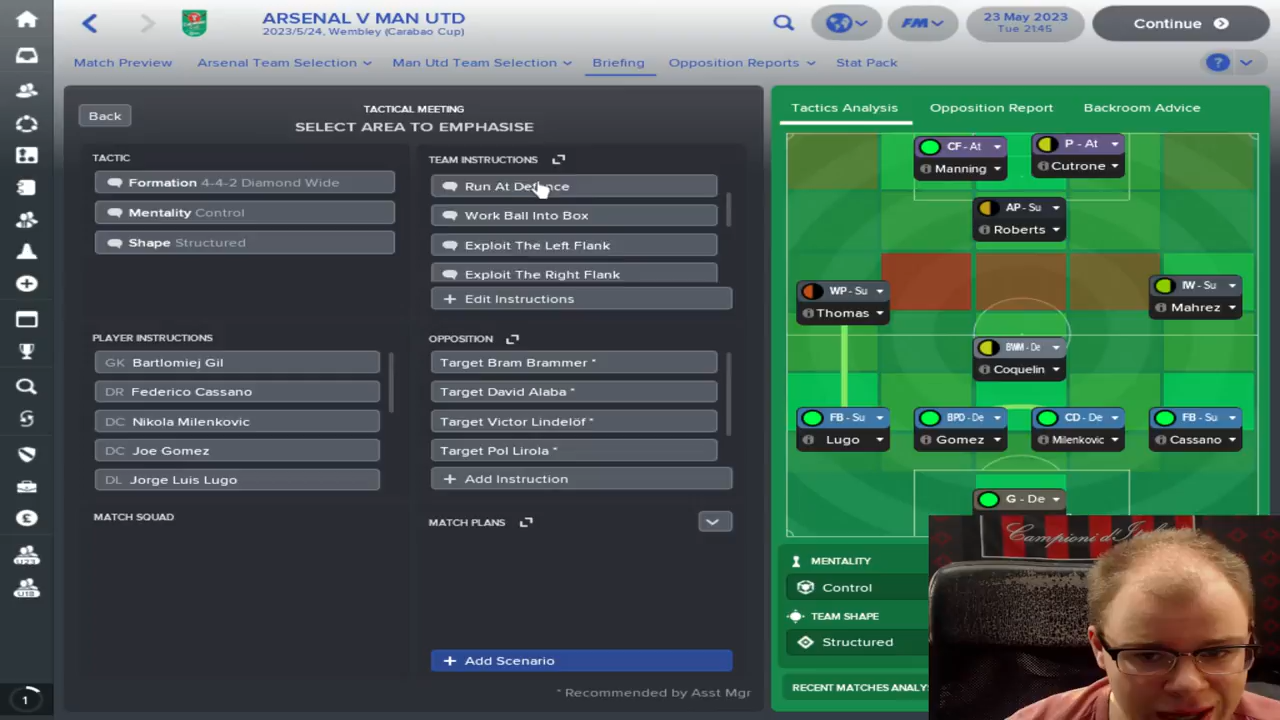 ARSENAL V MAN UTD
2023/5/24, Wembley (Carabao Cup)
FM
23 May 2023
Tue 21:45
Continue
Match Preview
Arsenal Team Selection
Man Utd Team Selection
Briefing
Opposition Reports
Stat Pack
?
Back
TACTICAL MEETING
SELECT AREA TO EMPHASISE
TACTIC
Formation 4-4-2 Diamond Wide
Mentality Control
Shape Structured
TEAM INSTRUCTIONS
Run At Defence
Work Ball Into Box
Exploit The Left Flank
Exploit The Right Flank
+ Edit Instructions
PLAYER INSTRUCTIONS
GK Bartlomiej Gil
DR Federico Cassano
DC Nikola Milenkovic
DC Joe Gomez
DL Jorge Luis Lugo
OPPOSITION
Target Bram Brammer *
Target David Alaba *
Target Victor Lindelöf *
Target Pol Lirola *
+ Add Instruction
MATCH SQUAD
MATCH PLANS
+ Add Scenario
* Recommended by Asst Mgr
Tactics Analysis
Opposition Report
Backroom Advice
CF - At
Manning
P - At
Cutrone
AP - Su
Roberts
WP - Su
Thomas
IW - Su
Mahrez
BWM - De
Coquelin
FB - Su
Lugo
BPD - De
Gomez
CD - De
Milenkovic
FB - Su
Cassano
G - De
MENTALITY
Control
TEAM SHAPE
Structured
RECENT MATCHES ANALY
Campioni d'
U23
U18
1